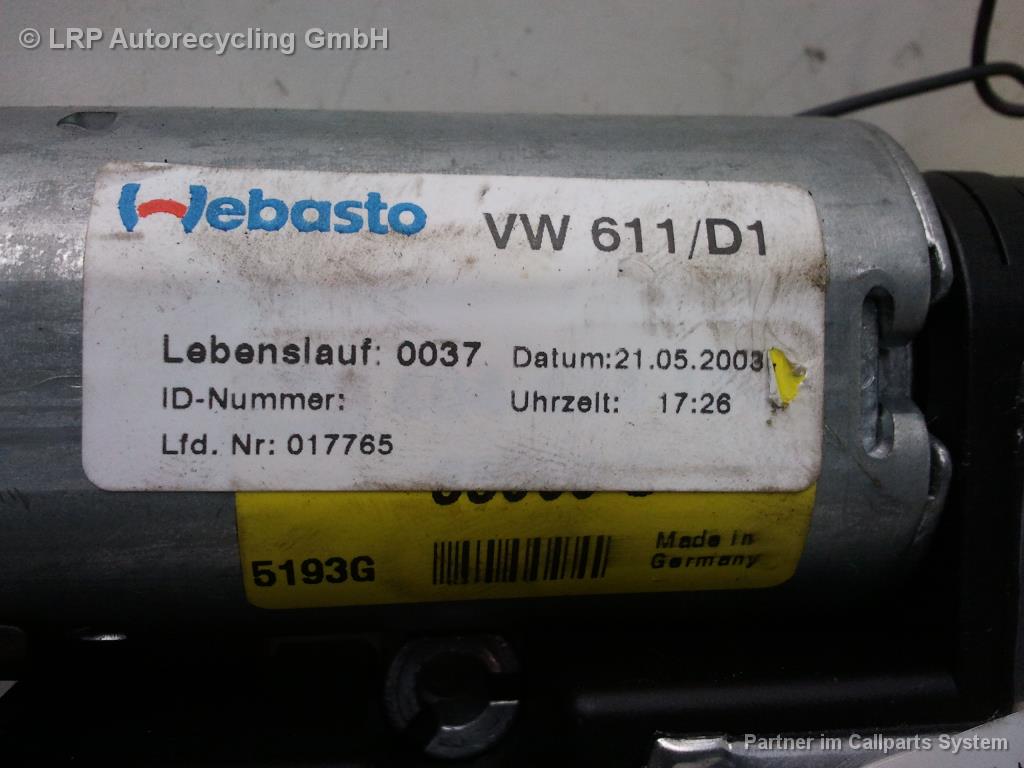 © LRP Autorecycling GmbH
Webasto VW 611/D1
Lebenslauf: 0037 Datum:21.05.2003
ID-Nummer: Uhrzeit: 17:26
Lfd. Nr: 017765
5193G Made in
Germany
Partner im Callparts System